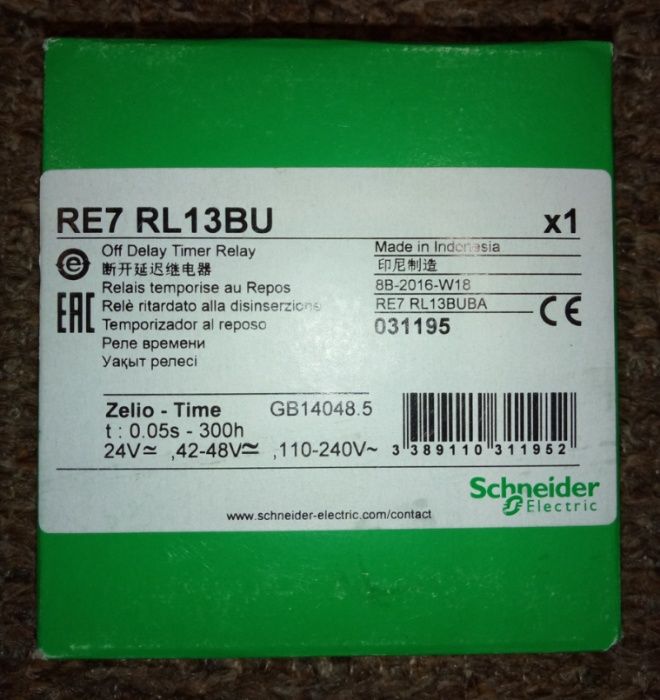 RE7 RL13BU
x1
Off Delay Timer Relay
断开延迟继电器
Relais temporise au Repos
Relè ritardato alla disinserzione
Temporizador al reposo
Реле времени
Уақыт релесі
Made in Indonesia
印尼制造
8B-2016-W18
RE7 RL13BUBA
031195
e
EAC
CE
Zelio - Time
GB14048.5
t : 0.05s - 300h
24V≃ ,42-48V≃ ,110-240V~
3 389110 311952
Schneider
Electric
www.schneider-electric.com/contact